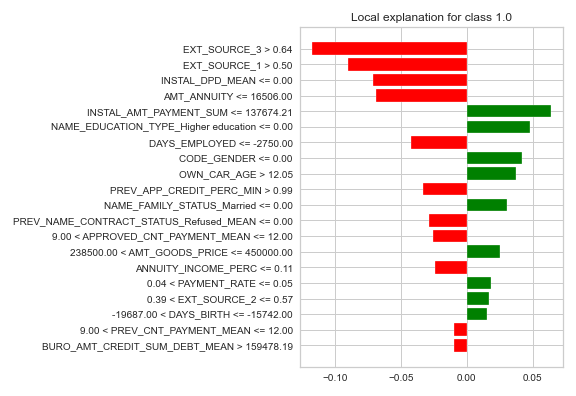 Local explanation for class 1.0
EXT_SOURCE_3 > 0.64
EXT_SOURCE_1 > 0.50
INSTAL_DPD_MEAN <= 0.00
AMT_ANNUITY <= 16506.00
INSTAL_AMT_PAYMENT_SUM <= 137674.21
NAME_EDUCATION_TYPE_Higher education <= 0.00
DAYS_EMPLOYED <= -2750.00
CODE_GENDER <= 0.00
OWN_CAR_AGE > 12.05
PREV_APP_CREDIT_PERC_MIN > 0.99
NAME_FAMILY_STATUS_Married <= 0.00
PREV_NAME_CONTRACT_STATUS_Refused_MEAN <= 0.00
9.00 < APPROVED_CNT_PAYMENT_MEAN <= 12.00
238500.00 < AMT_GOODS_PRICE <= 450000.00
ANNUITY_INCOME_PERC <= 0.11
0.04 < PAYMENT_RATE <= 0.05
0.39 < EXT_SOURCE_2 <= 0.57
-19687.00 < DAYS_BIRTH <= -15742.00
9.00 < PREV_CNT_PAYMENT_MEAN <= 12.00
BURO_AMT_CREDIT_SUM_DEBT_MEAN > 159478.19
−0.10 −0.05 0.00 0.05